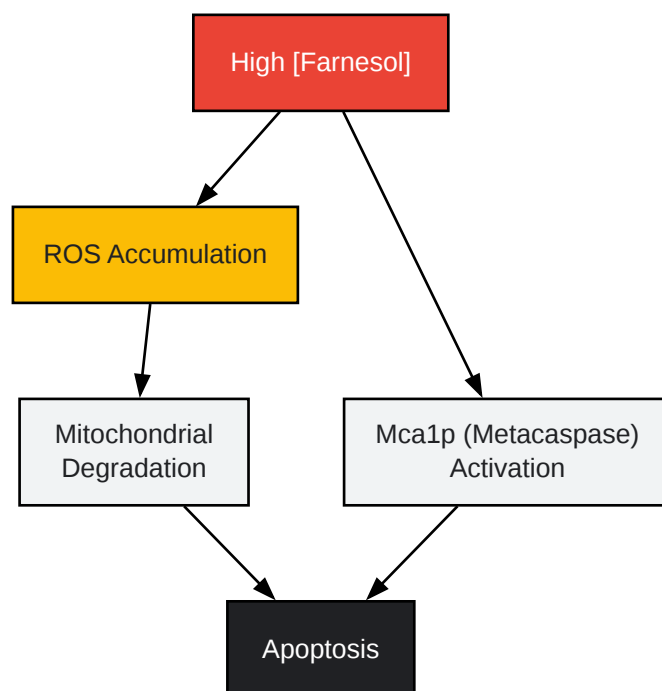 High [Farnesol]
ROS Accumulation
Mitochondrial
Degradation
Mca1p (Metacaspase)
Activation
Apoptosis